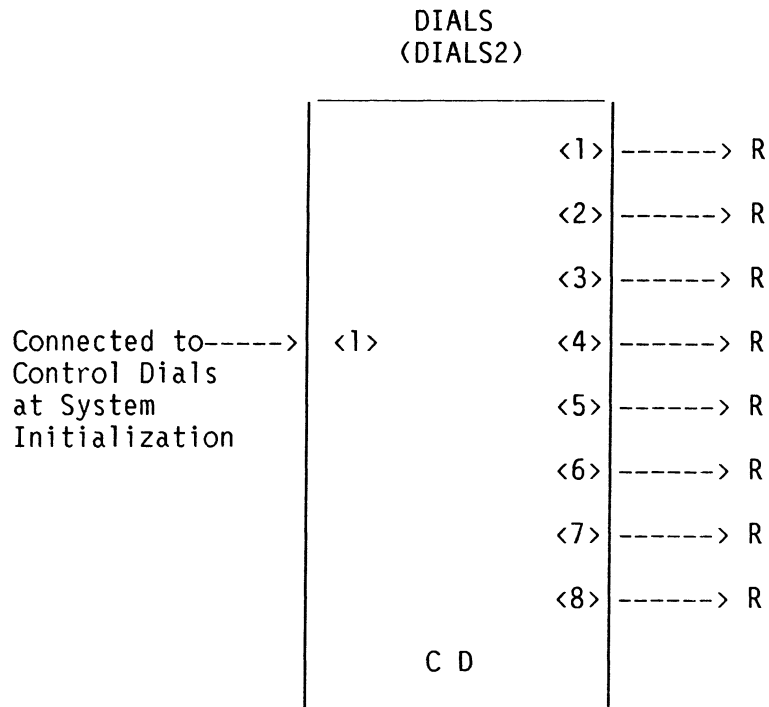 DIALS
(DIALS2)
<1> ------> R
<2> ------> R
<3> ------> R
Connected to-----> <1> <4> ------> R
Control Dials
at System <5> ------> R
Initialization
<6> ------> R
<7> ------> R
<8> ------> R
C D